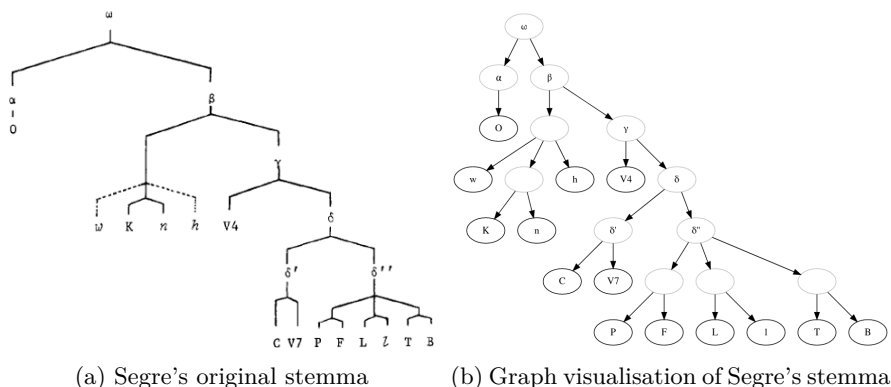 ω
α β
O
γ
w K n h V4
δ
δ' δ''
C V7 P F L l T B
(a) Segre's original stemma
ω
α β
O γ
w h V4 δ
K n δ' δ''
C V7
P F L l T B
(b) Graph visualisation of Segre's stemma